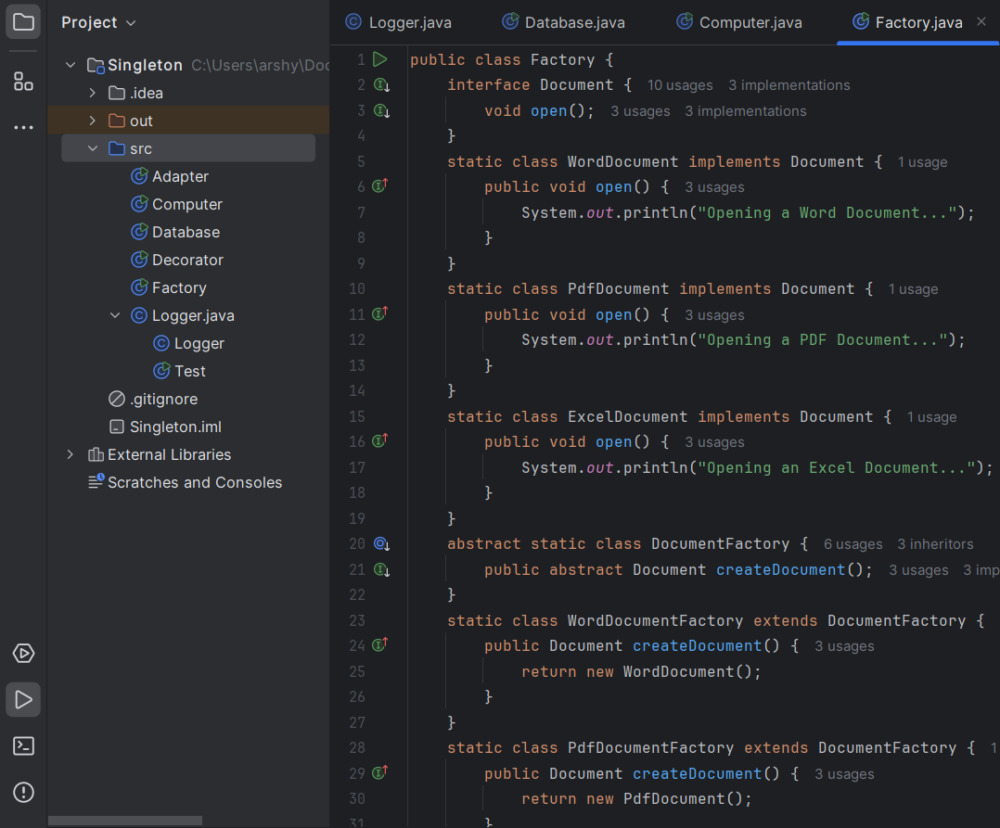 Project
Singleton C:\Users\arshy\Doc
.idea
out
src
Adapter
Computer
Database
Decorator
Factory
Logger.java
Logger
Test
.gitignore
Singleton.iml
External Libraries
Scratches and Consoles
Logger.java Database.java Computer.java Factory.java
1 public class Factory {
2 interface Document { 10 usages 3 implementations
3 void open(); 3 usages 3 implementations
4 }
5 static class WordDocument implements Document { 1 usage
6 public void open() { 3 usages
7 System.out.println("Opening a Word Document...");
8 }
9 }
10 static class PdfDocument implements Document { 1 usage
11 public void open() { 3 usages
12 System.out.println("Opening a PDF Document...");
13 }
14 }
15 static class ExcelDocument implements Document { 1 usage
16 public void open() { 3 usages
17 System.out.println("Opening an Excel Document...");
18 }
19 }
20 abstract static class DocumentFactory { 6 usages 3 inheritors
21 public abstract Document createDocument(); 3 usages 3 imp
22 }
23 static class WordDocumentFactory extends DocumentFactory {
24 public Document createDocument() { 3 usages
25 return new WordDocument();
26 }
27 }
28 static class PdfDocumentFactory extends DocumentFactory { 1
29 public Document createDocument() { 3 usages
30 return new PdfDocument();
31 }